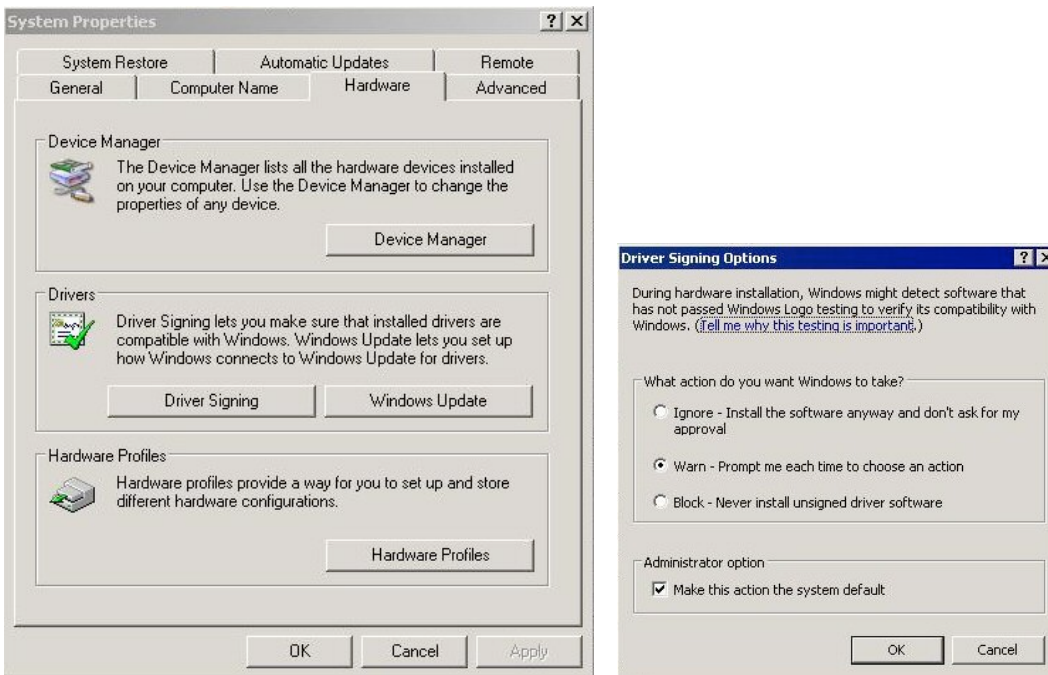 System Properties
System Restore Automatic Updates Remote
General Computer Name Hardware Advanced
Device Manager
The Device Manager lists all the hardware devices installed
on your computer. Use the Device Manager to change the
properties of any device.
Device Manager
Drivers
Driver Signing lets you make sure that installed drivers are
compatible with Windows. Windows Update lets you set up
how Windows connects to Windows Update for drivers.
Driver Signing Windows Update
Hardware Profiles
Hardware profiles provide a way for you to set up and store
different hardware configurations.
Hardware Profiles
OK Cancel Apply
Driver Signing Options
During hardware installation, Windows might detect software that
has not passed Windows Logo testing to verify its compatibility with
Windows. (Tell me why this testing is important.)
What action do you want Windows to take?
Ignore - Install the software anyway and don't ask for my
approval
Warn - Prompt me each time to choose an action
Block - Never install unsigned driver software
Administrator option
Make this action the system default
OK Cancel